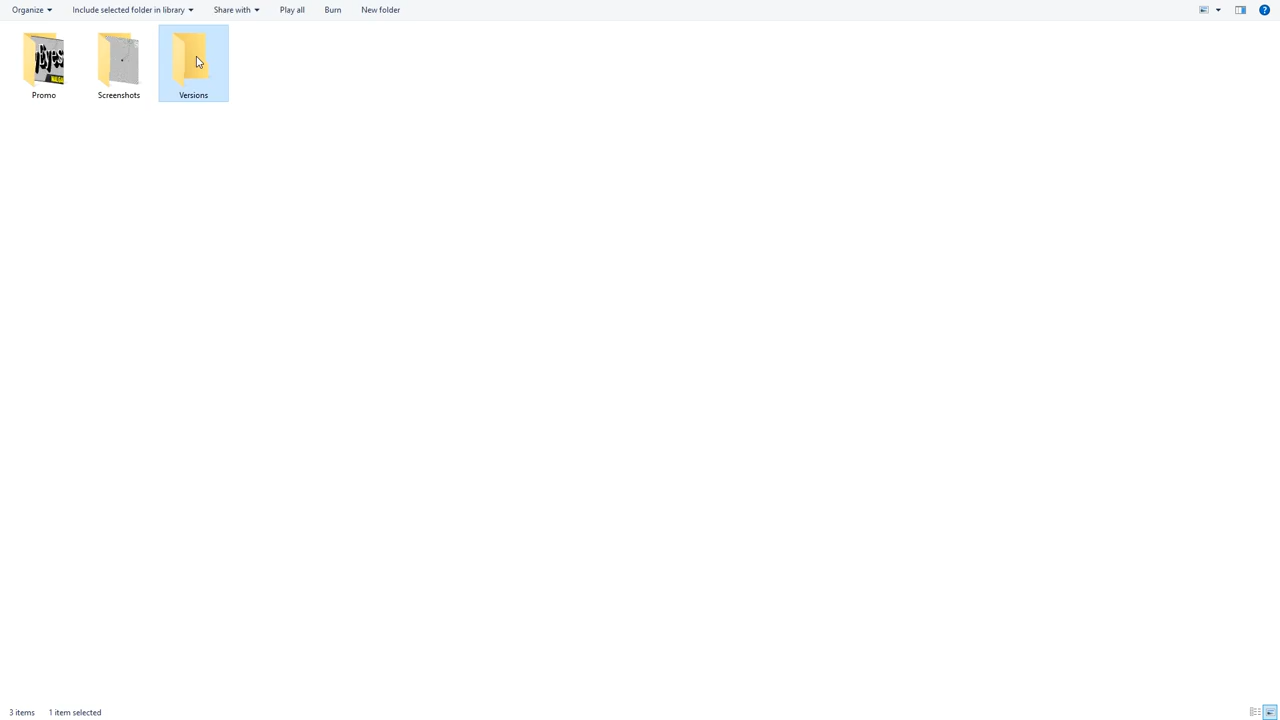 Organize Include selected folder in library Share with Play all Burn New folder
Promo Screenshots Versions
3 items 1 item selected